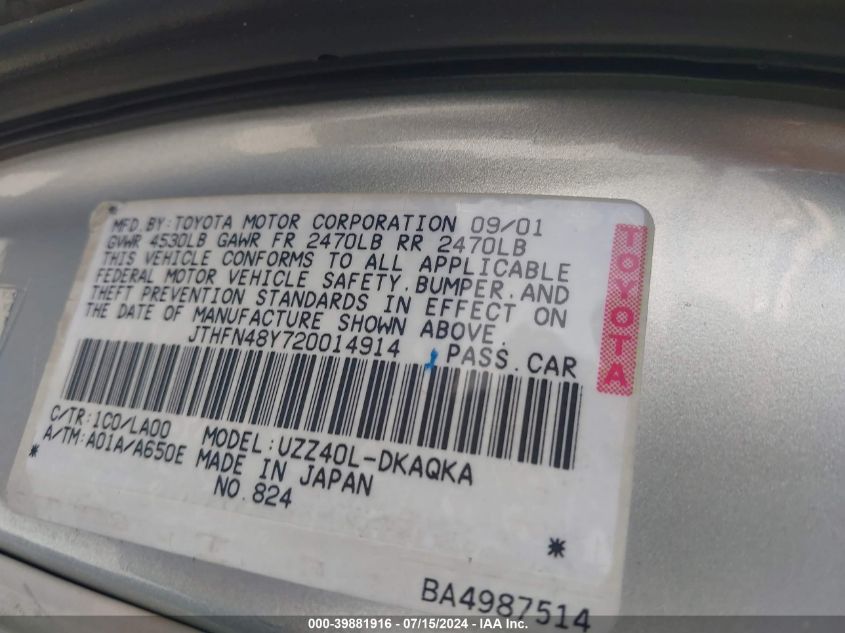 MFD.BY:TOYOTA MOTOR CORPORATION 09/01
GVWR 4530LB GAWR FR 2470LB RR 2470LB
THIS VEHICLE CONFORMS TO ALL APPLICABLE
FEDERAL MOTOR VEHICLE SAFETY,BUMPER,AND
THEFT PREVENTION STANDARDS IN EFFECT ON
THE DATE OF MANUFACTURE SHOWN ABOVE.
JTHFN48Y720014914 PASS.CAR
TOYOTA
C/TR:1C0/LA00 MODEL:UZZ40L-DKAQKA
A/TM:A01A/A650E MADE IN JAPAN
* NO.824 *
BA4987514
000-39881916 - 07/15/2024 - IAAI.com